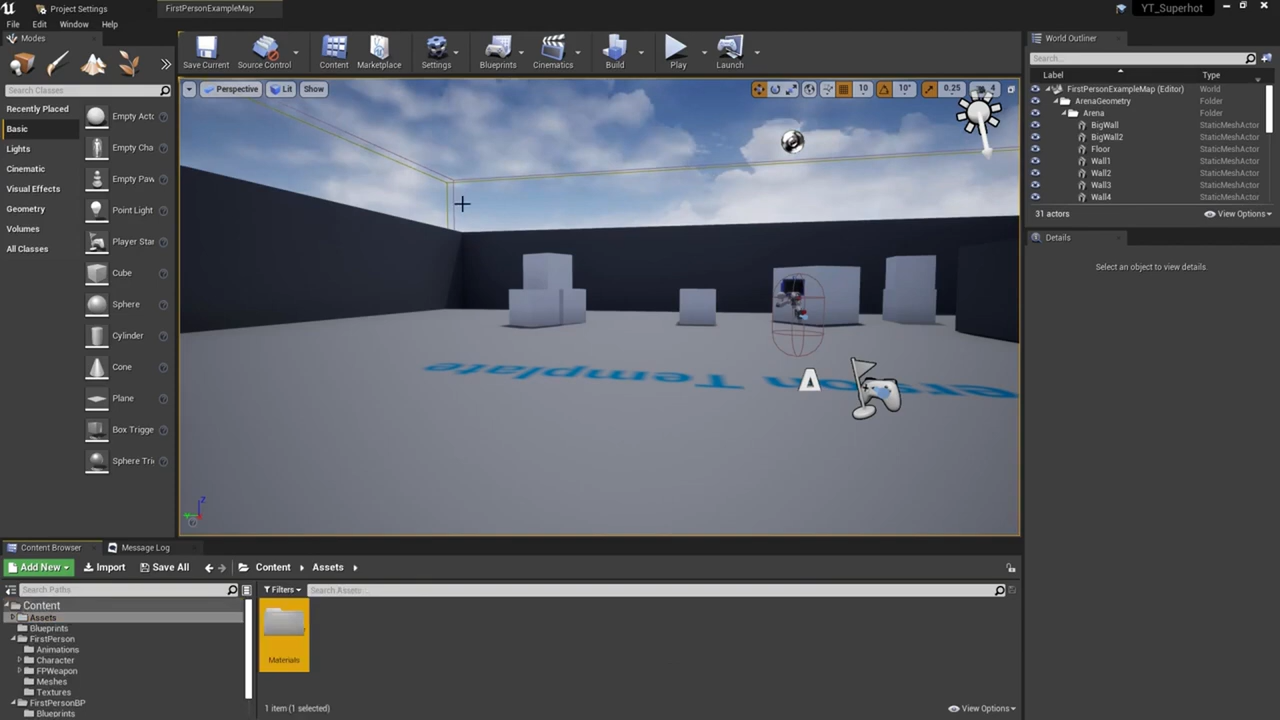 Project Settings
FirstPersonExampleMap
YT_Superhot
File Edit Window Help
Modes
Search Classes
Recently Placed
Basic
Lights
Cinematic
Visual Effects
Geometry
Volumes
All Classes
Empty Acto
Empty Cha
Empty Paw
Point Light
Player Star
Cube
Sphere
Cylinder
Cone
Plane
Box Trigge
Sphere Trig
Save Current
Source Control
Content
Marketplace
Settings
Blueprints
Cinematics
Build
Play
Launch
Perspective Lit Show
10 10° 0.25 4
erson Template
Z
World Outliner
Search...
Label Type
FirstPersonExampleMap (Editor) World
ArenaGeometry Folder
Arena Folder
BigWall StaticMeshActor
BigWall2 StaticMeshActor
Floor StaticMeshActor
Wall1 StaticMeshActor
Wall2 StaticMeshActor
Wall3 StaticMeshActor
Wall4 StaticMeshActor
31 actors View Options
Details
Select an object to view details.
Content Browser Message Log
Add New Import Save All Content Assets
Search Paths
Filters Search Assets
Content
Assets
Blueprints
FirstPerson
Animations
Character
FPWeapon
Meshes
Textures
FirstPersonBP
Blueprints
Materials
1 item (1 selected) View Options